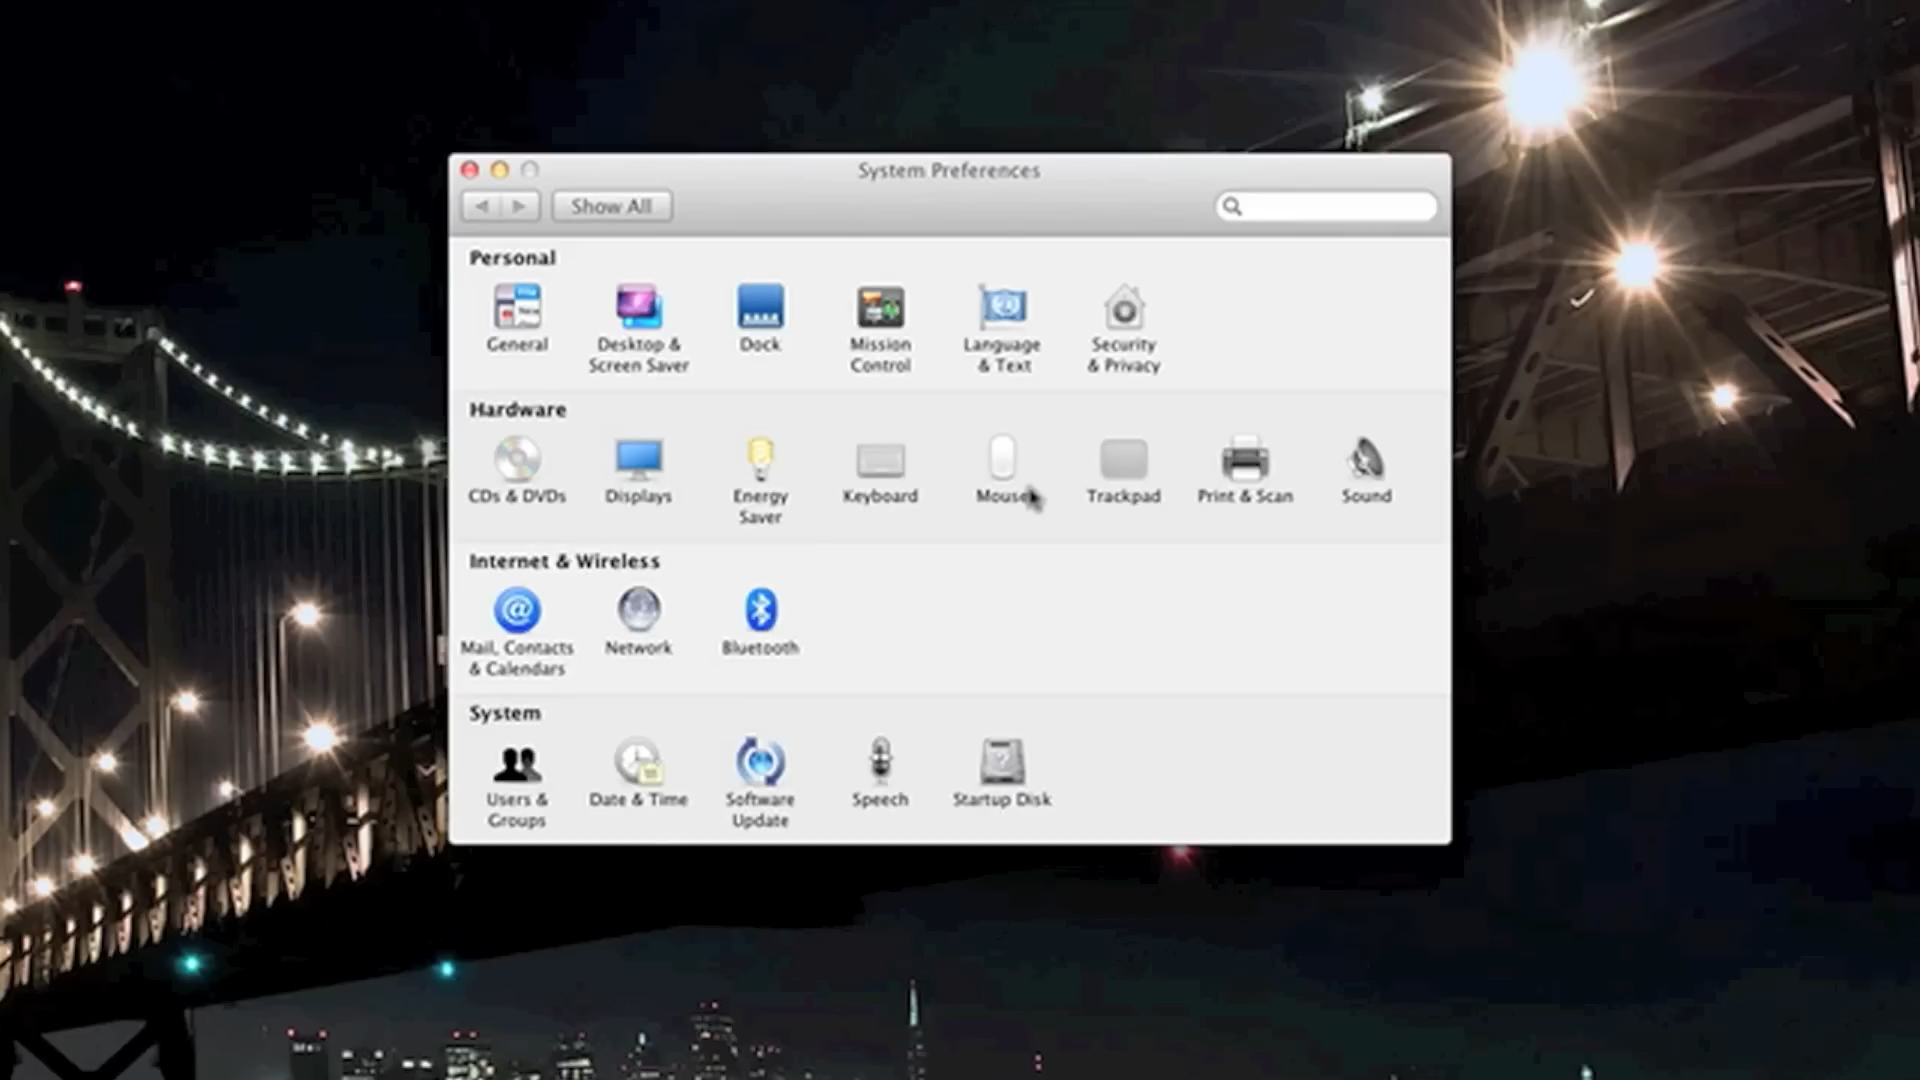 System Preferences
Show All
Personal
General
Desktop &
Screen Saver
Dock
Mission
Control
Language
& Text
Security
& Privacy
Hardware
CDs & DVDs
Displays
Energy
Saver
Keyboard
Mouse
Trackpad
Print & Scan
Sound
Internet & Wireless
Mail, Contacts
& Calendars
Network
Bluetooth
System
Users &
Groups
Date & Time
Software
Update
Speech
Startup Disk